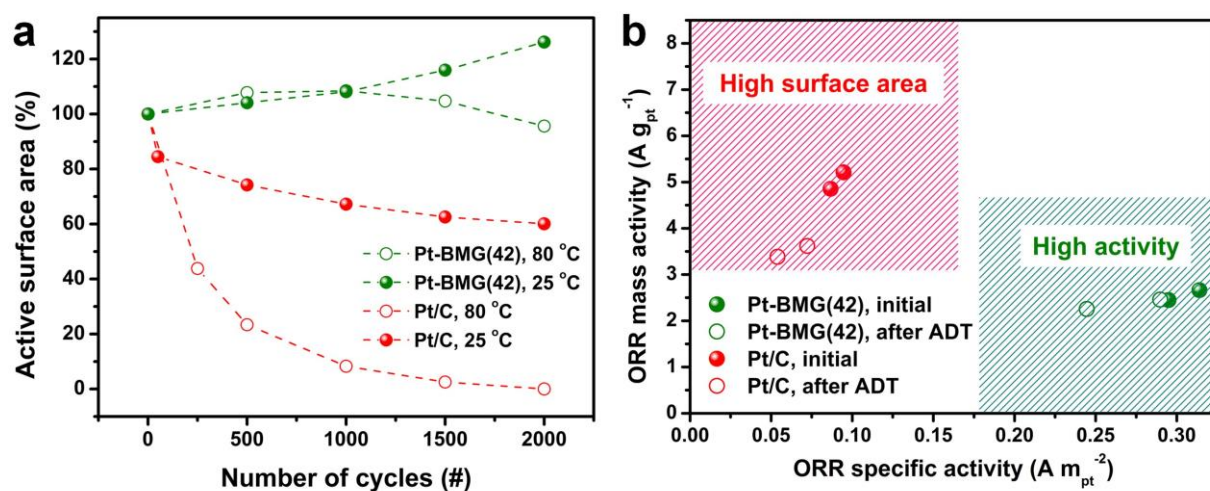 a
Active surface area (%)
120
100
80
60
40
20
0
Pt-BMG(42), 80 °C
Pt-BMG(42), 25 °C
Pt/C, 80 °C
Pt/C, 25 °C
0 500 1000 1500 2000
Number of cycles (#)
b
ORR mass activity (A gpt-1)
8
7
6
5
4
3
2
1
0
High surface area
High activity
Pt-BMG(42), initial
Pt-BMG(42), after ADT
Pt/C, initial
Pt/C, after ADT
0.00 0.05 0.10 0.15 0.20 0.25 0.30
ORR specific activity (A mpt-2)